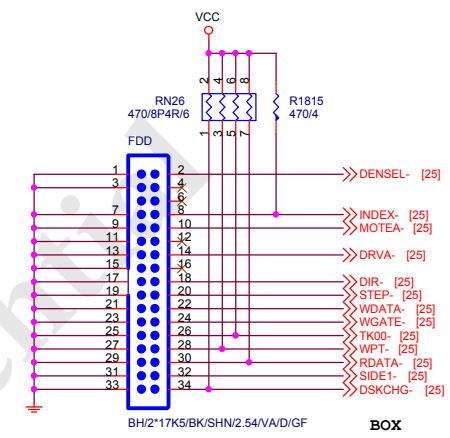 VCC
2 4 6 8
RN26
470/8P4R/6
R1815
470/4
1 3 5 7
FDD
1 2 DENSEL- [25]
3 4
6
7 8 INDEX- [25]
9 10 MOTEA- [25]
11 12
13 14 DRVA- [25]
15 16
17 18 DIR- [25]
19 20 STEP- [25]
21 22 WDATA- [25]
23 24 WGATE- [25]
25 26 TK00- [25]
27 28 WPT- [25]
29 30 RDATA- [25]
31 32 SIDE1- [25]
33 34 DSKCHG- [25]
BH/2*17K5/BK/SHN/2.54/VA/D/GF
BOX